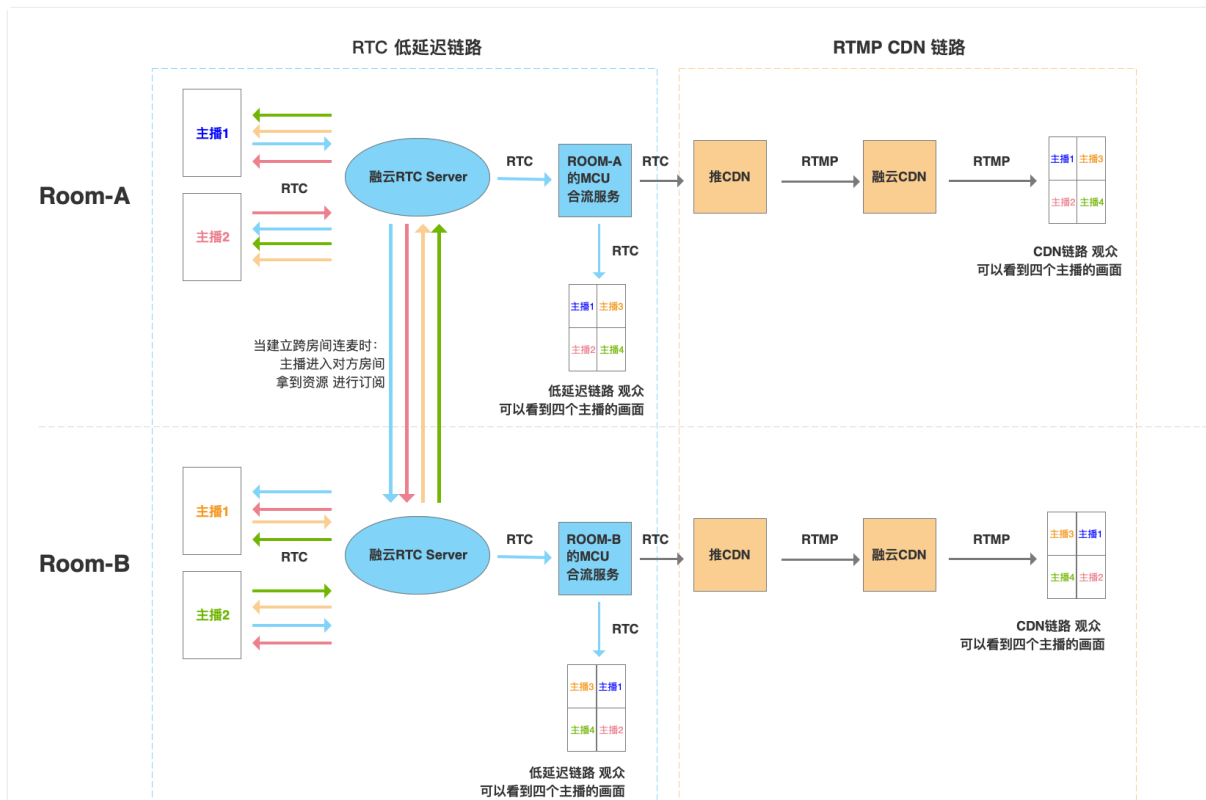 RTC 低延迟链路
RTMP CDN 链路
Room-A
主播1
RTC
主播2
融云RTC Server
RTC
ROOM-A
的MCU
合流服务
RTC
推CDN
RTMP
融云CDN
RTMP
主播1
主播3
主播2
主播4
CDN链路 观众
可以看到四个主播的画面
RTC
主播1
主播3
主播2
主播4
低延迟链路 观众
可以看到四个主播的画面
当建立跨房间连麦时：
主播进入对方房间
拿到资源 进行订阅
Room-B
主播1
RTC
主播2
融云RTC Server
RTC
ROOM-B
的MCU
合流服务
RTC
推CDN
RTMP
融云CDN
RTMP
主播3
主播1
主播4
主播2
CDN链路 观众
可以看到四个主播的画面
RTC
主播3
主播1
主播4
主播2
低延迟链路 观众
可以看到四个主播的画面